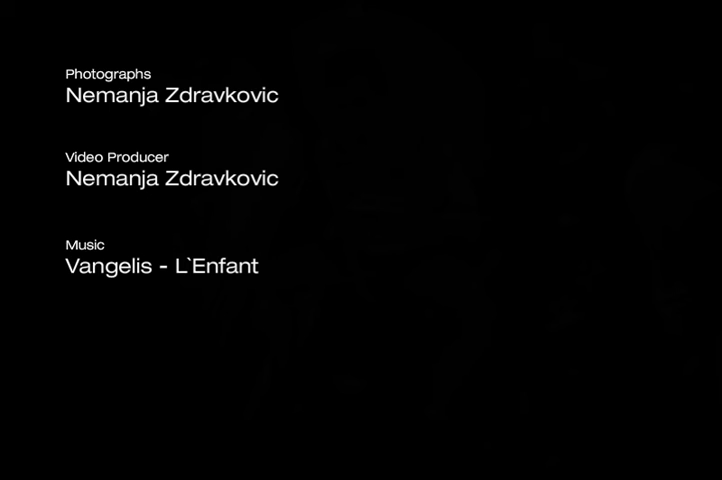 Photographs
Nemanja Zdravkovic
Video Producer
Nemanja Zdravkovic
Music
Vangelis - L`Enfant